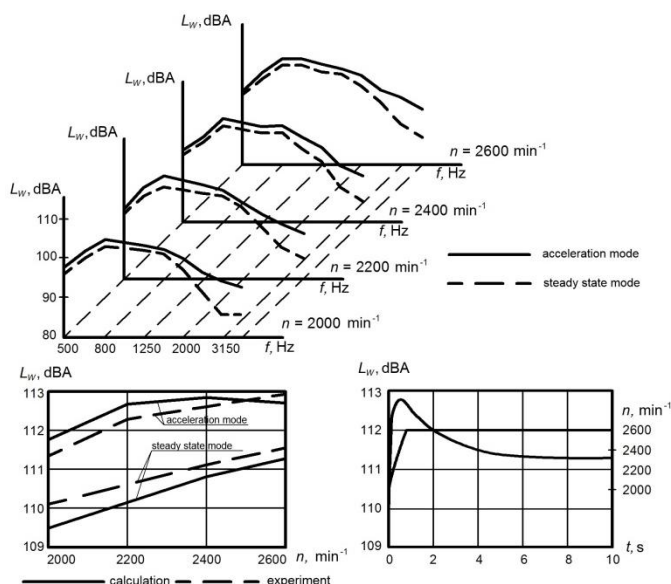 L_W, dBA
n = 2600 min⁻¹
f, Hz
L_W, dBA
n = 2400 min⁻¹
f, Hz
L_W, dBA
n = 2200 min⁻¹
f, Hz
L_W, dBA
110
100
90
80
500 800 1250 2000 3150
n = 2000 min⁻¹
f, Hz
acceleration mode
steady state mode
L_W, dBA
113
112
111
110
109
acceleration mode
steady state mode
2000 2200 2400 2600 n, min⁻¹
calculation experiment
L_W, dBA
113
112
111
110
109
n, min⁻¹
2600
2400
2200
2000
0 2 4 6 8 10
t, s